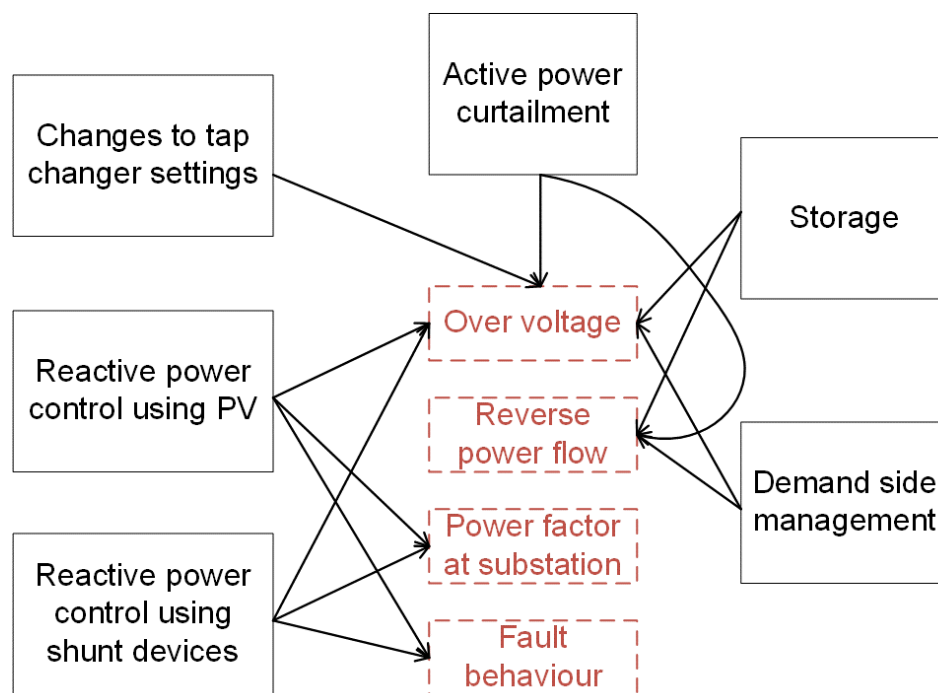 Active power
curtailment
Changes to tap
changer settings
Storage
Over voltage
Reactive power
control using PV
Reverse
power flow
Demand side
management
Power factor
at substation
Reactive power
control using
shunt devices
Fault
behaviour